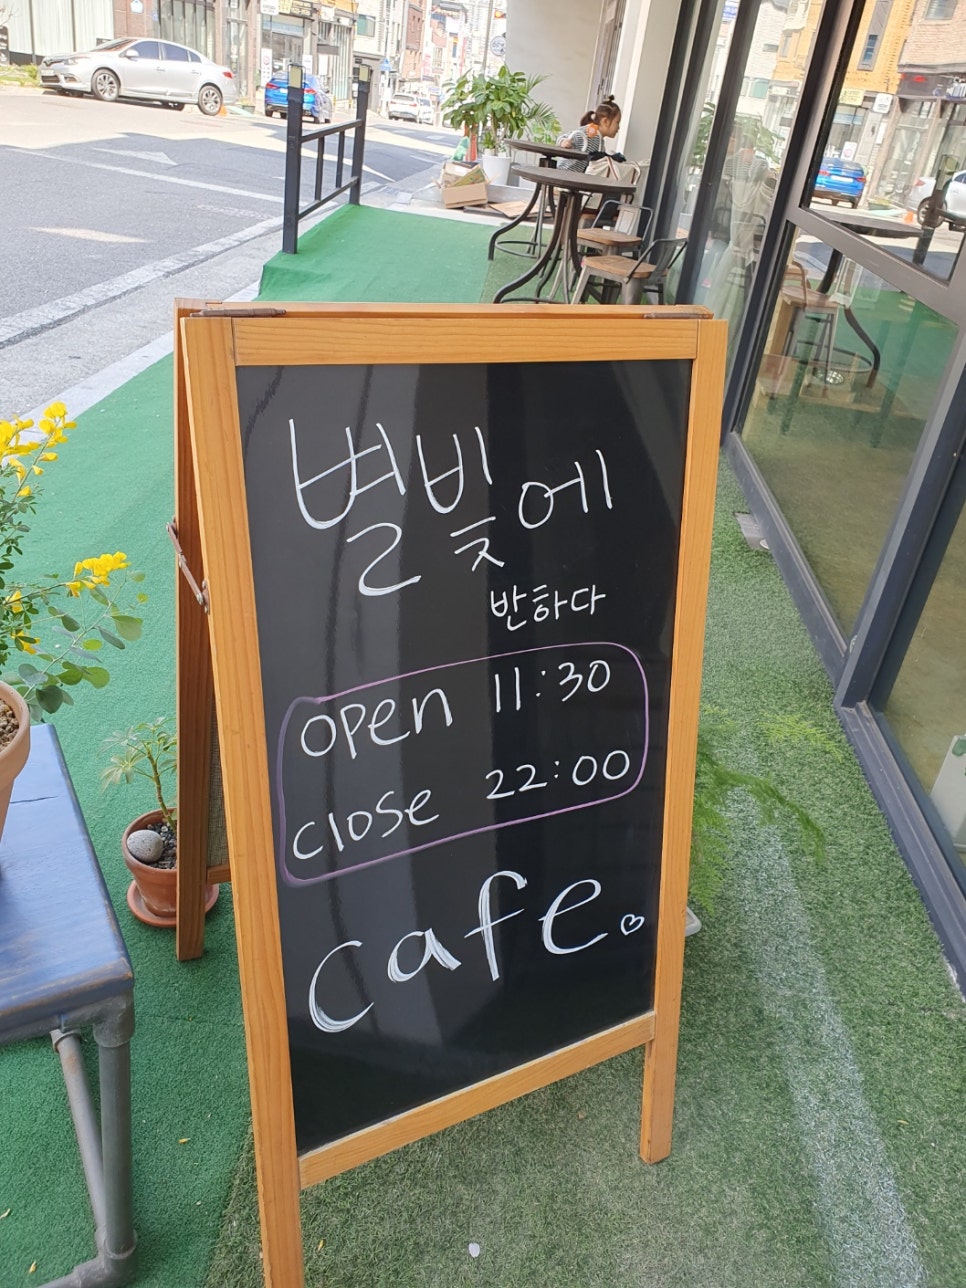 별빛에
반하다
open 11:30
close 22:00
cafe.